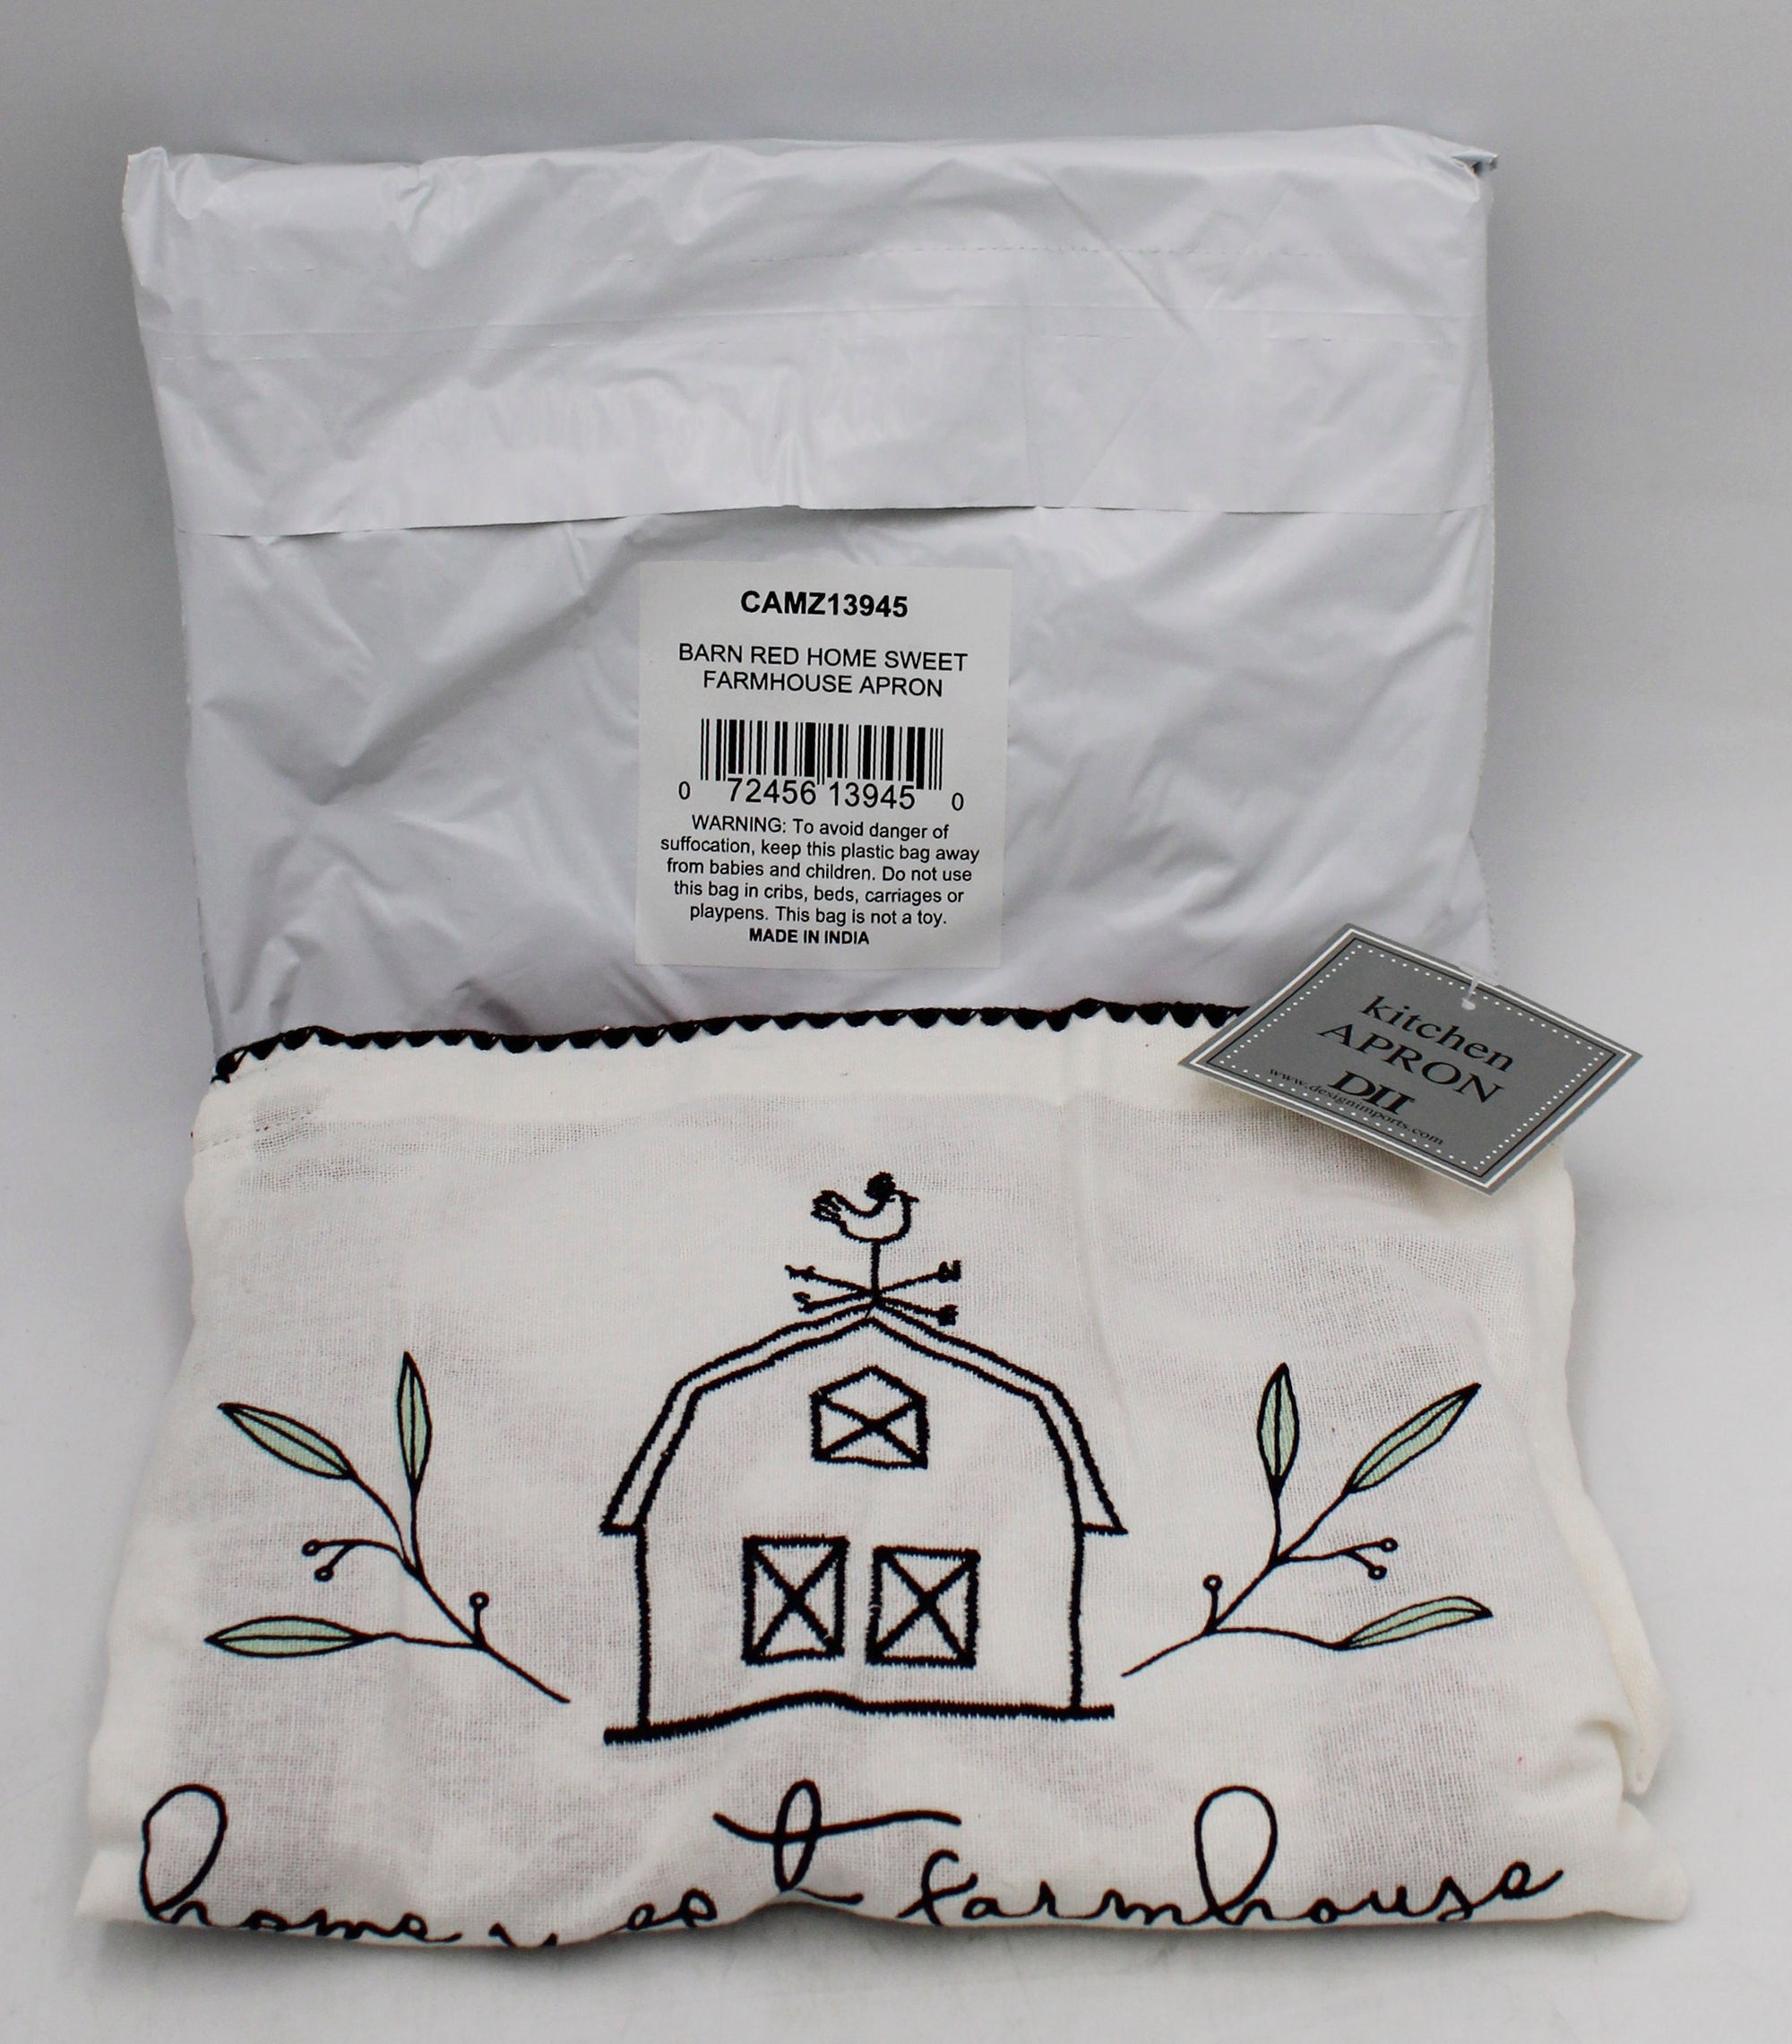 CAMZ13945
BARN RED HOME SWEET
FARMHOUSE APRON
0 72456 13945 0
WARNING: To avoid danger of
suffocation, keep this plastic bag away
from babies and children. Do not use
this bag in cribs, beds, carriages or
playpens. This bag is not a toy.
MADE IN INDIA
kitchen
APRON
DII
www.designimports.com
home sweet farmhouse